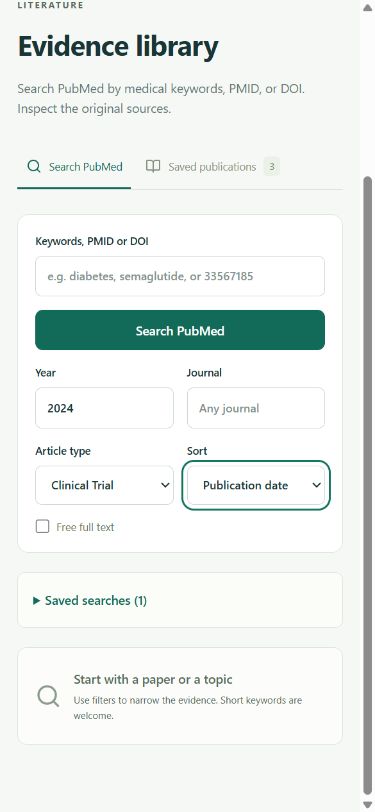 LITERATURE
Evidence library
Search PubMed by medical keywords, PMID, or DOI.
Inspect the original sources.
Search PubMed
Saved publications 3
Keywords, PMID or DOI
e.g. diabetes, semaglutide, or 33567185
Search PubMed
Year
Journal
2024
Any journal
Article type
Sort
Clinical Trial
Publication date
Free full text
Saved searches (1)
Start with a paper or a topic
Use filters to narrow the evidence. Short keywords are
welcome.